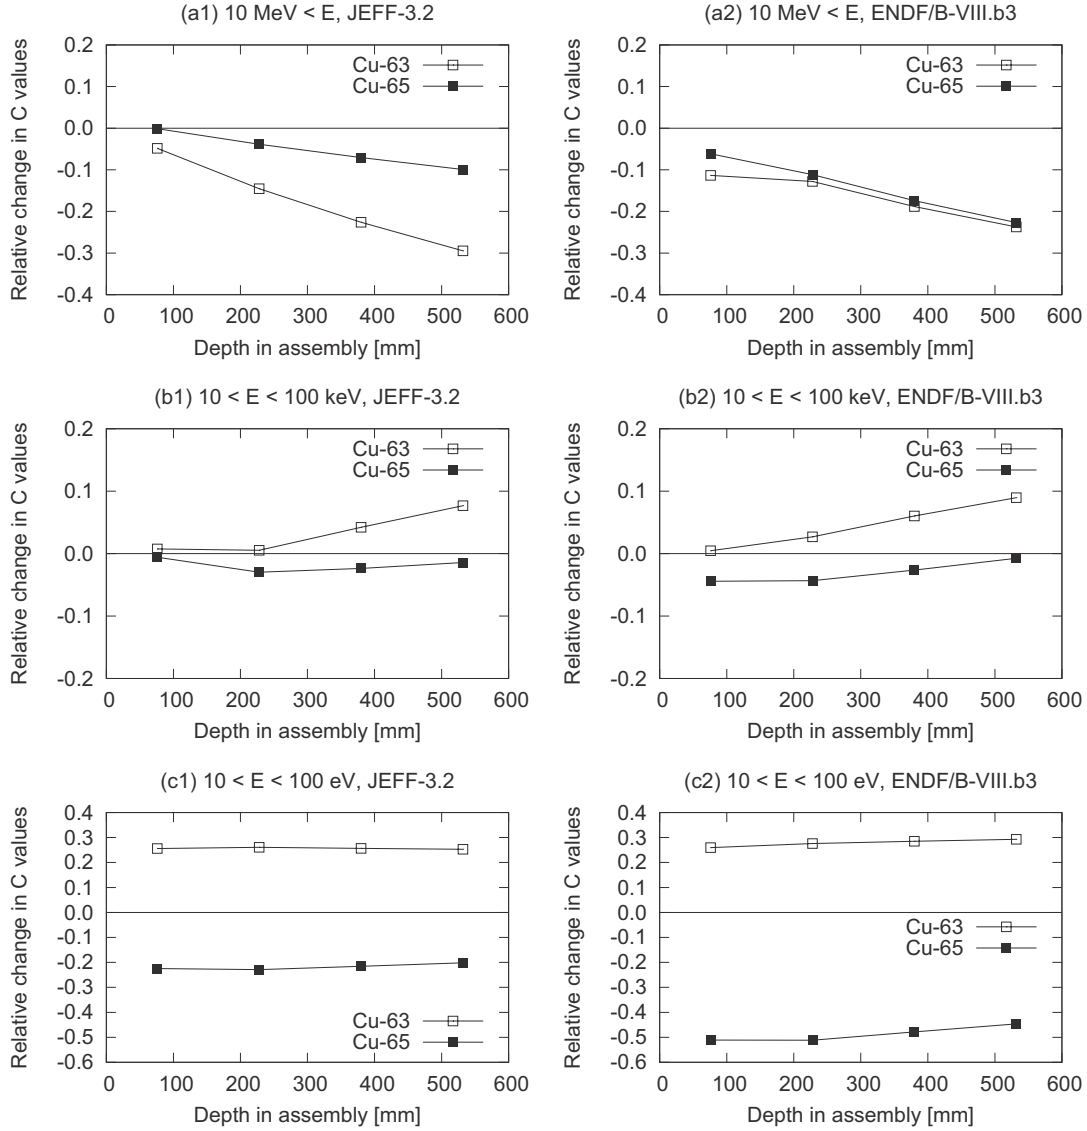 (a1) 10 MeV < E, JEFF-3.2
Relative change in C values
0.2
0.1
0.0
-0.1
-0.2
-0.3
-0.4
Cu-63
Cu-65
0 100 200 300 400 500 600
Depth in assembly [mm]
(a2) 10 MeV < E, ENDF/B-VIII.b3
Relative change in C values
0.2
0.1
0.0
-0.1
-0.2
-0.3
-0.4
Cu-63
Cu-65
0 100 200 300 400 500 600
Depth in assembly [mm]
(b1) 10 < E < 100 keV, JEFF-3.2
Relative change in C values
0.2
0.1
0.0
-0.1
-0.2
Cu-63
Cu-65
0 100 200 300 400 500 600
Depth in assembly [mm]
(b2) 10 < E < 100 keV, ENDF/B-VIII.b3
Relative change in C values
0.2
0.1
0.0
-0.1
-0.2
Cu-63
Cu-65
0 100 200 300 400 500 600
Depth in assembly [mm]
(c1) 10 < E < 100 eV, JEFF-3.2
Relative change in C values
0.4
0.3
0.2
0.1
0.0
-0.1
-0.2
-0.3
-0.4
-0.5
-0.6
Cu-63
Cu-65
0 100 200 300 400 500 600
Depth in assembly [mm]
(c2) 10 < E < 100 eV, ENDF/B-VIII.b3
Relative change in C values
0.4
0.3
0.2
0.1
0.0
-0.1
-0.2
-0.3
-0.4
-0.5
-0.6
Cu-63
Cu-65
0 100 200 300 400 500 600
Depth in assembly [mm]